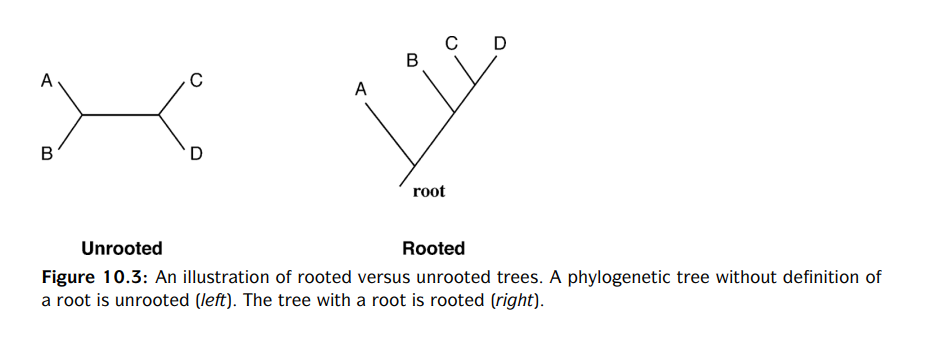 A
B
C
D
Unrooted
A
B
C
D
root
Rooted
Figure 10.3: An illustration of rooted versus unrooted trees. A phylogenetic tree without definition of
a root is unrooted (left). The tree with a root is rooted (right).